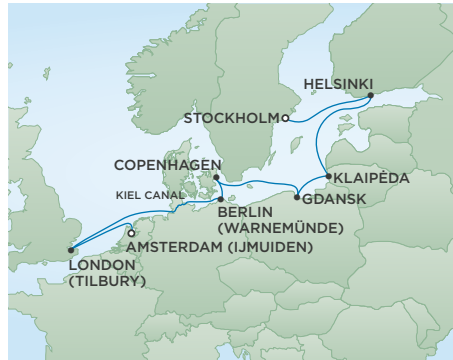 HELSINKI
STOCKHOLM
COPENHAGEN
KLAIPĖDA
KIEL CANAL
GDANSK
BERLIN
(WARNEMÜNDE)
AMSTERDAM (IJMUIDEN)
LONDON
(TILBURY)